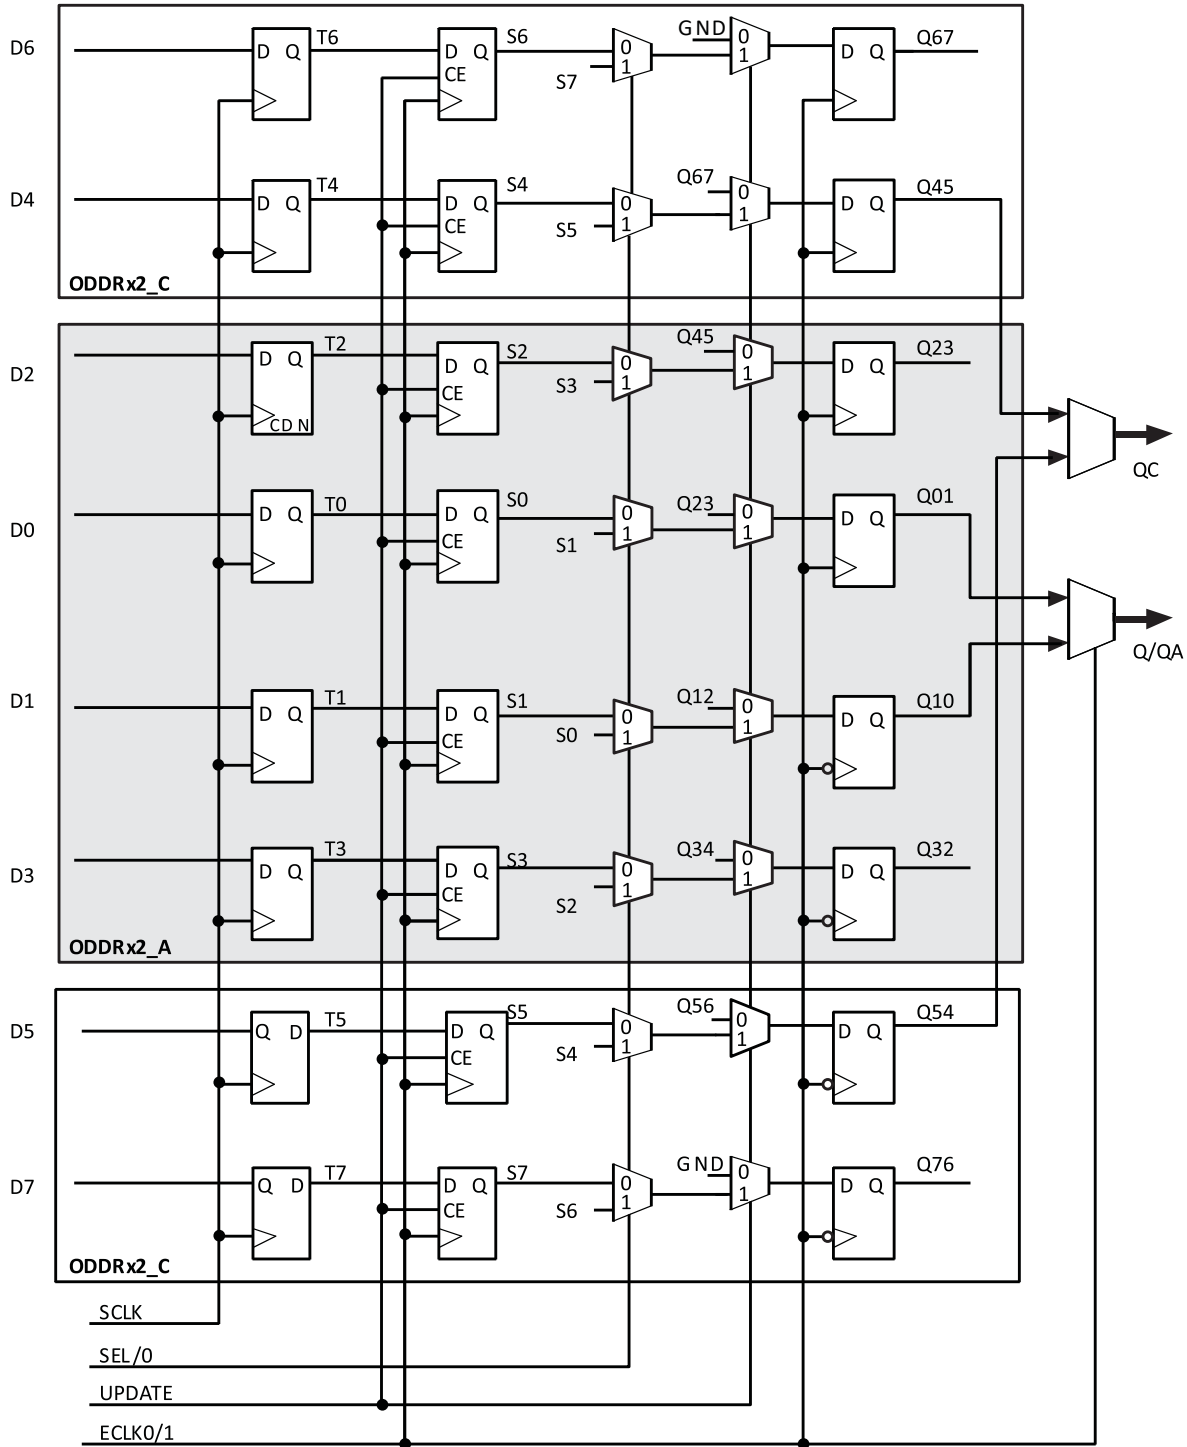 D6 D Q T6 D Q CE S6 0 1 S7 GND 0 1 D Q Q67
D4 D Q T4 D Q CE S4 0 1 S5 Q67 0 1 D Q Q45
ODDRx2_C
D2 D Q CDN T2 D Q CE S2 0 1 S3 Q45 0 1 D Q Q23
QC
D0 D Q T0 D Q CE S0 0 1 S1 Q23 0 1 D Q Q01
Q/QA
D1 D Q T1 D Q CE S1 0 1 S0 Q12 0 1 D Q Q10
D3 D Q T3 D Q CE S3 0 1 S2 Q34 0 1 D Q Q32
ODDRx2_A
D5 Q D T5 D Q CE S5 0 1 S4 Q56 0 1 D Q Q54
D7 Q D T7 D Q CE S7 0 1 S6 GND 0 1 D Q Q76
ODDRx2_C
SCLK
SEL/0
UPDATE
ECLK0/1